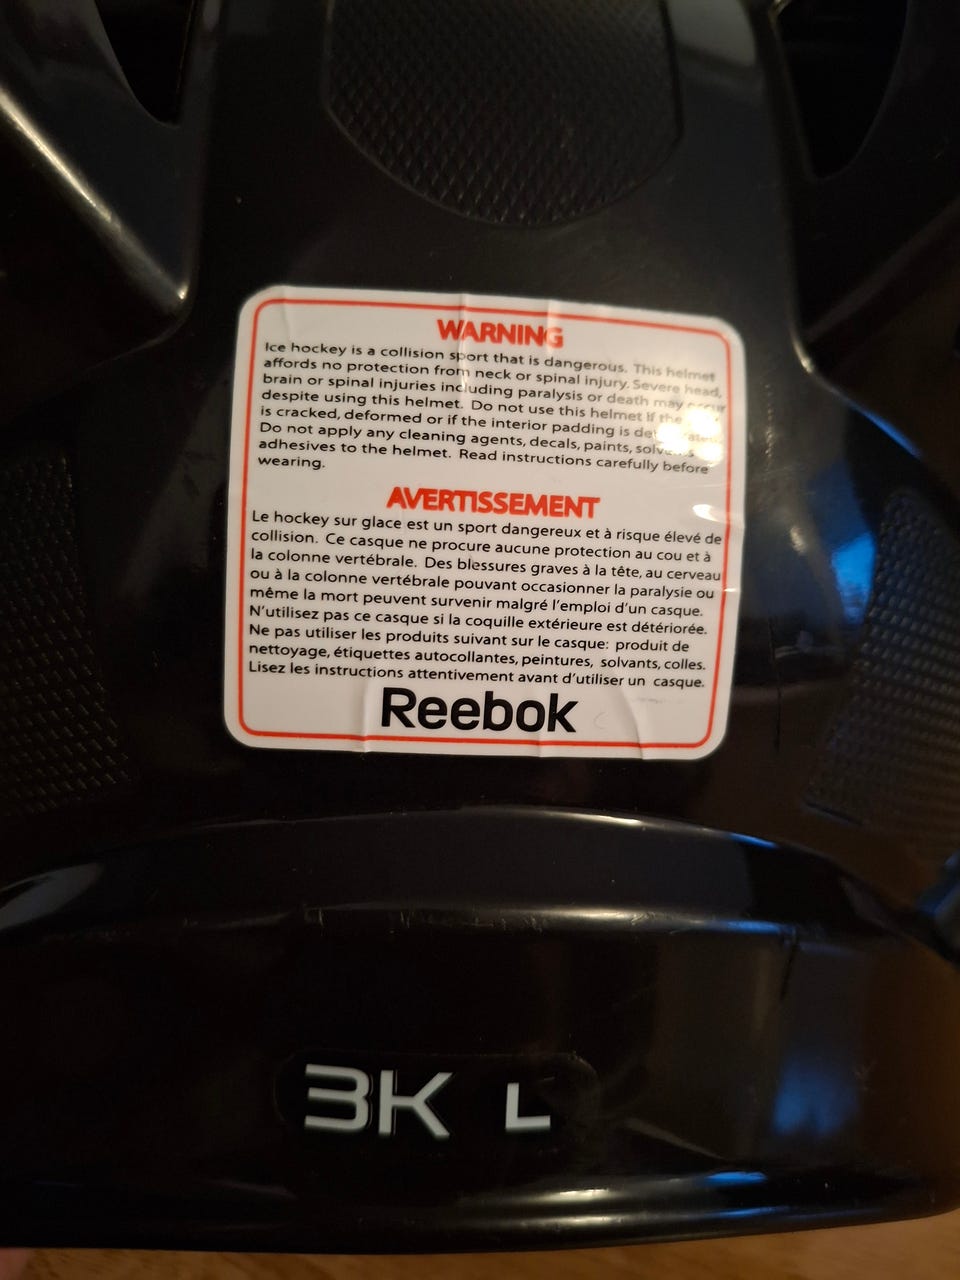 WARNING
Ice hockey is a collision sport that is dangerous. This helmet
affords no protection from neck or spinal injury. Severe head,
brain or spinal injuries including paralysis or death may occur
despite using this helmet. Do not use this helmet if the
is cracked, deformed or if the interior padding is
Do not apply any cleaning agents, decals, paints, solvents
adhesives to the helmet. Read instructions carefully before
wearing.
AVERTISSEMENT
Le hockey sur glace est un sport dangereux et à risque élevé de
collision. Ce casque ne procure aucune protection au cou et à
la colonne vertébrale. Des blessures graves à la tête, au cerveau
ou à la colonne vertébrale pouvant occasionner la paralysie ou
même la mort peuvent survenir malgré l'emploi d'un casque.
N'utilisez pas ce casque si la coquille extérieure est détériorée.
Ne pas utiliser les produits suivant sur le casque: produit de
nettoyage, étiquettes autocollantes, peintures, solvants, colles.
Lisez les instructions attentivement avant d'utiliser un casque.
Reebok
3K L